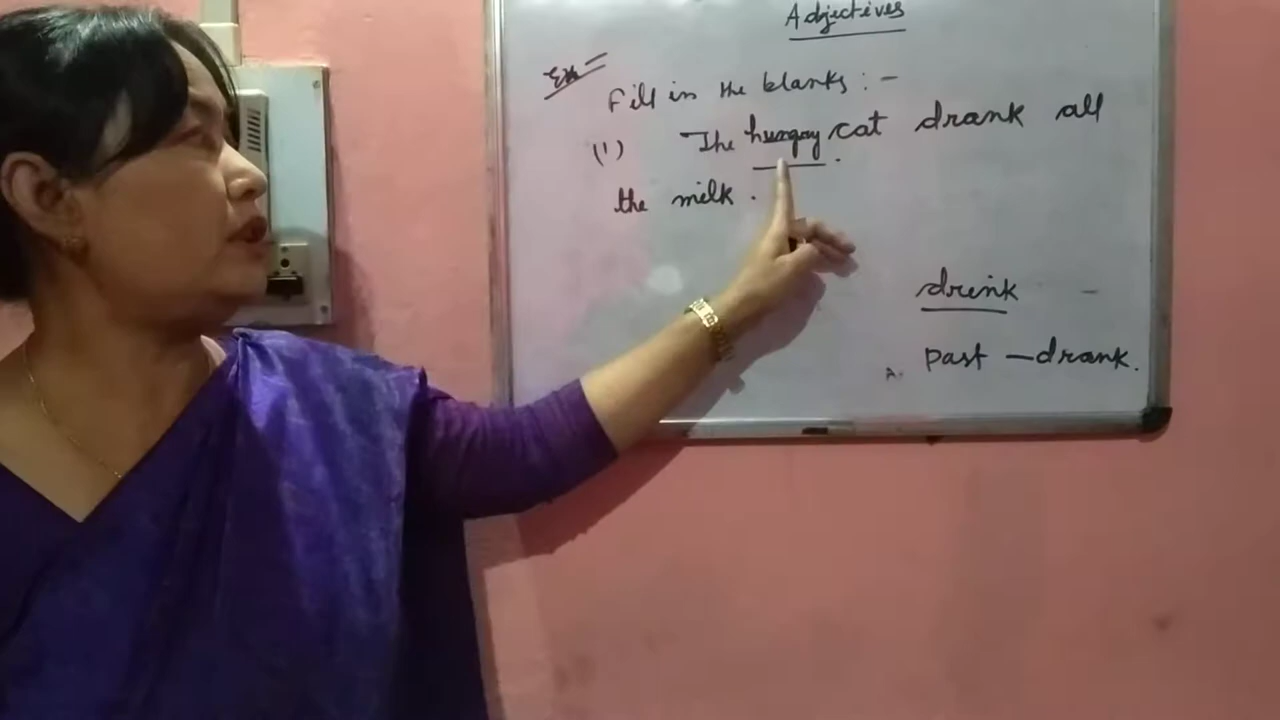 Adjectives
Ex
Fill in the blanks : -
(1) The hungry cat drank all
the milk .
drink -
Past - drank.